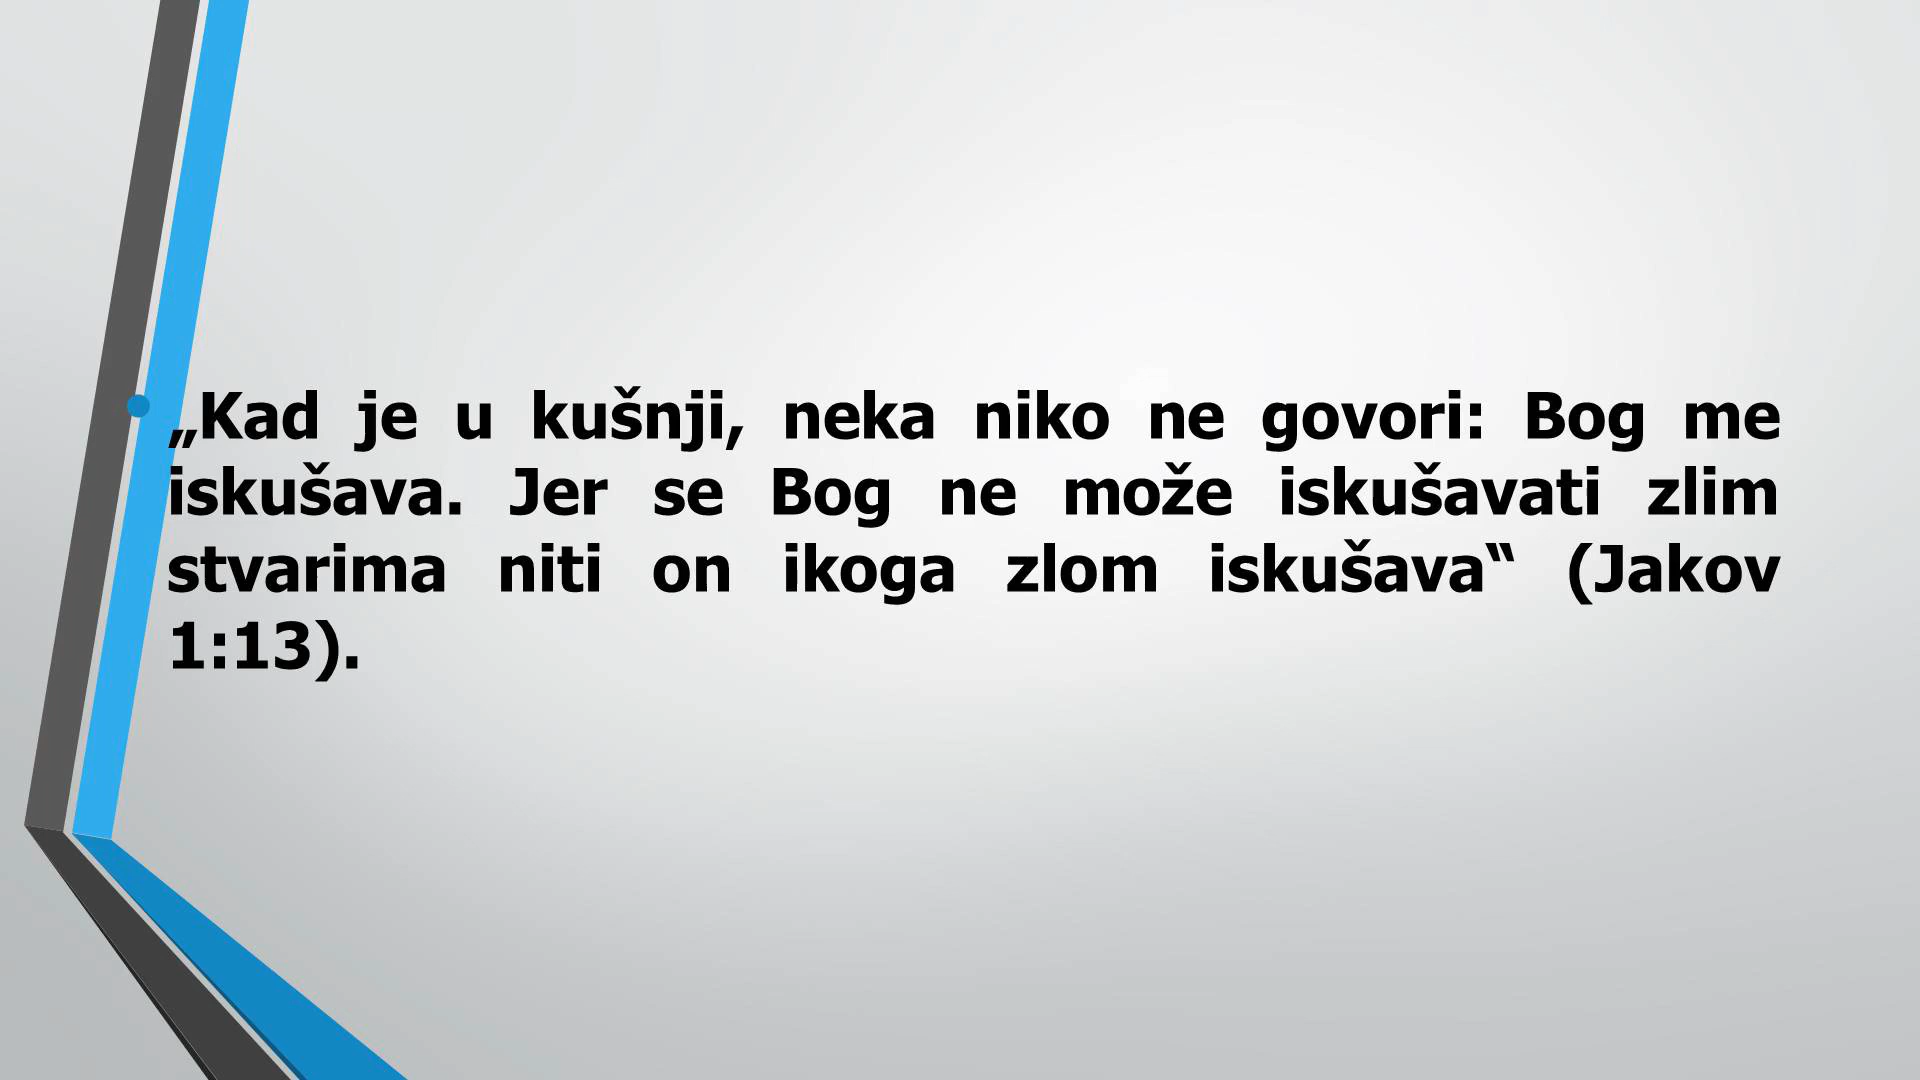 „Kad je u kušnji, neka niko ne govori: Bog me
iskušava. Jer se Bog ne može iskušavati zlim
stvarima niti on ikoga zlom iskušava“ (Jakov
1:13).